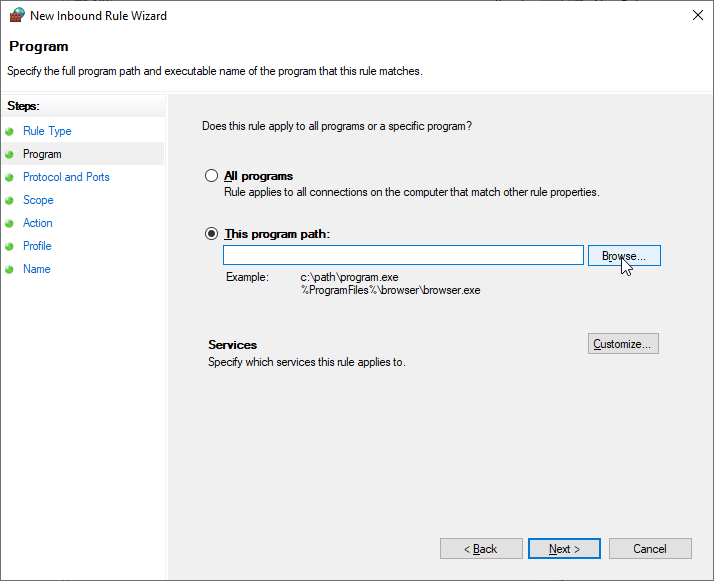 New Inbound Rule Wizard
Program
Specify the full program path and executable name of the program that this rule matches.
Steps:
Rule Type
Program
Protocol and Ports
Scope
Action
Profile
Name
Does this rule apply to all programs or a specific program?
All programs
Rule applies to all connections on the computer that match other rule properties.
This program path:
Browse...
Example: c:\path\program.exe
%ProgramFiles%\browser\browser.exe
Services
Customize...
Specify which services this rule applies to.
< Back Next > Cancel